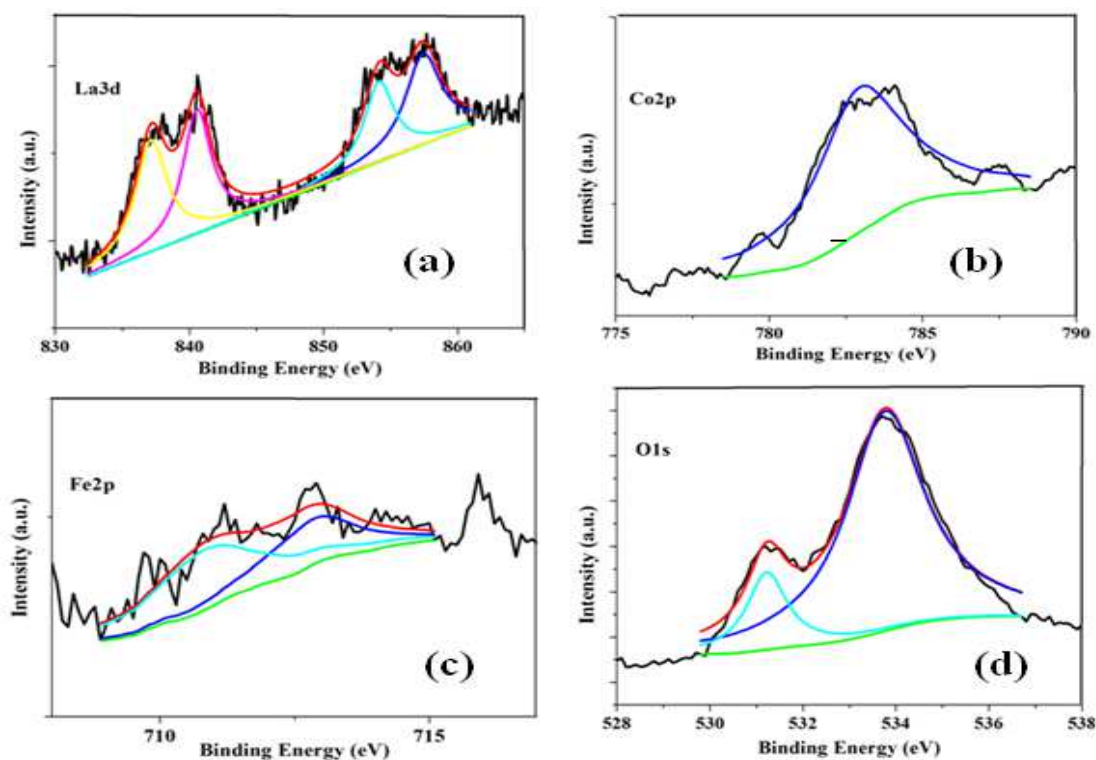 La3d
Intensity (a.u.)
(a)
830 840 850 860
Binding Energy (eV)
Co2p
Intensity (a.u.)
(b)
775 780 785 790
Binding Energy (eV)
Fe2p
Intensity (a.u.)
(c)
710 715
Binding Energy (eV)
O1s
Intensity (a.u.)
(d)
528 530 532 534 536 538
Binding Energy (eV)